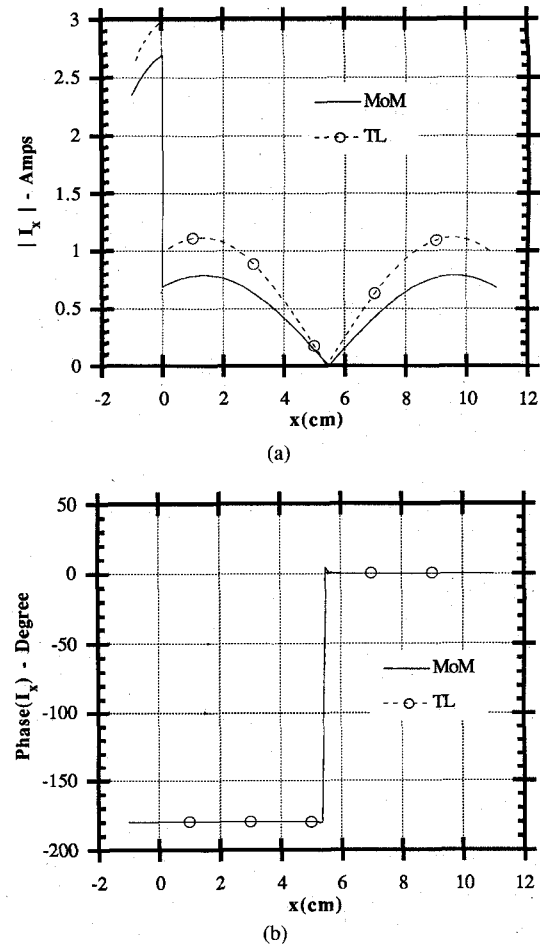 3
2.5
2
1.5
1
0.5
0
| I_x | - Amps
MoM
TL
-2 0 2 4 6 8 10 12
x(cm)
(a)
50
0
-50
-100
-150
-200
Phase(I_x) - Degree
MoM
TL
-2 0 2 4 6 8 10 12
x(cm)
(b)